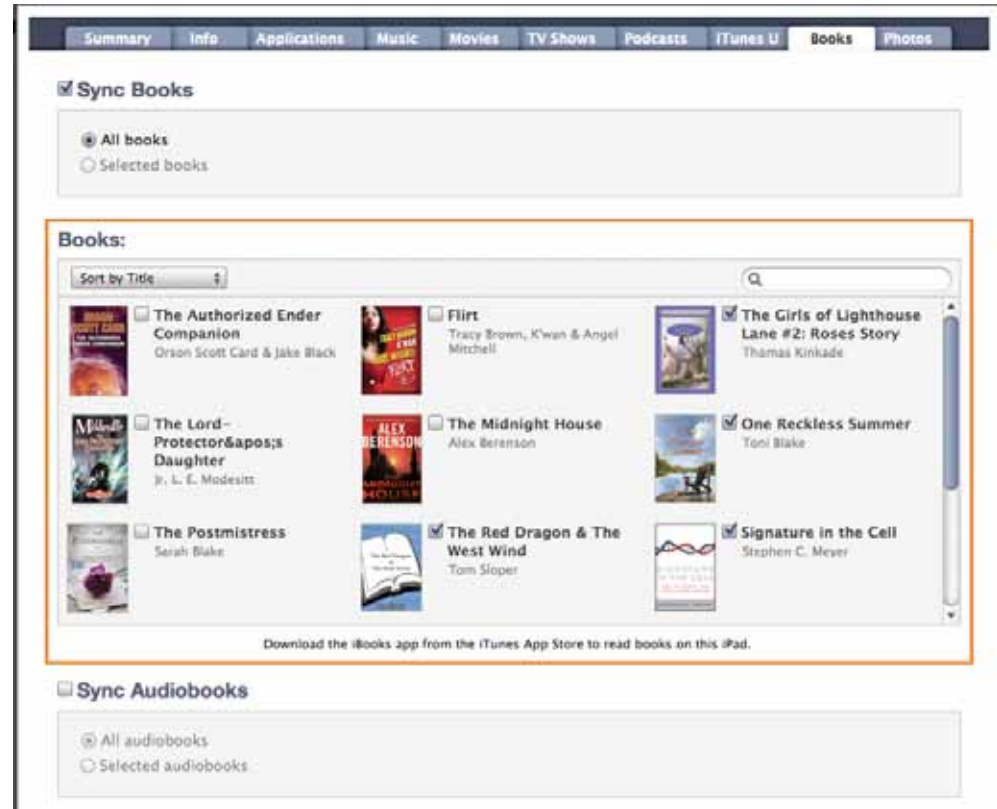 Summary Info Applications Music Movies TV Shows Podcasts iTunes U Books Photos
Sync Books
All books
Selected books
Books:
Sort by Title
The Authorized Ender
Companion
Orson Scott Card & Jake Black
Flirt
Tracy Brown, K'wan & Angel
Mitchell
The Girls of Lighthouse
Lane #2: Roses Story
Thomas Kinkade
The Lord-
Protector&apos;s
Daughter
Jr. L. E. Modesitt
ALEX
BERENSON
MIDNIGHT
HOUSE
The Midnight House
Alex Berenson
One Reckless Summer
Toni Blake
The Postmistress
Sarah Blake
The Red Dragon & The
West Wind
Tom Sloper
Signature in the Cell
Stephen C. Meyer
Download the iBooks app from the iTunes App Store to read books on this iPad.
Sync Audiobooks
All audiobooks
Selected audiobooks